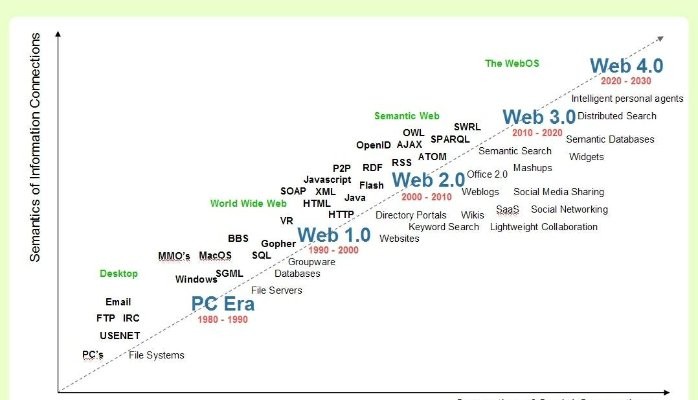 Semantics of Information Connections
The WebOS
Web 4.0
2020 - 2030
Intelligent personal agents
Web 3.0
2010 - 2020
Distributed Search
Semantic Databases
Widgets
Semantic Search
Mashups
Semantic Web
SWRL
OWL
SPARQL
OpenID AJAX
ATOM
RSS
P2P RDF
Javascript
Flash
SOAP XML
Java
HTML
HTTP
Web 2.0
2000 - 2010
Office 2.0
Weblogs Social Media Sharing
SaaS Social Networking
Directory Portals Wikis
Keyword Search Lightweight Collaboration
Websites
World Wide Web
VR
BBS
Gopher
MMO's MacOS SQL
SGML
Windows
Web 1.0
1990 - 2000
Groupware
Databases
File Servers
Desktop
Email
FTP IRC
USENET
PC's File Systems
PC Era
1980 - 1990